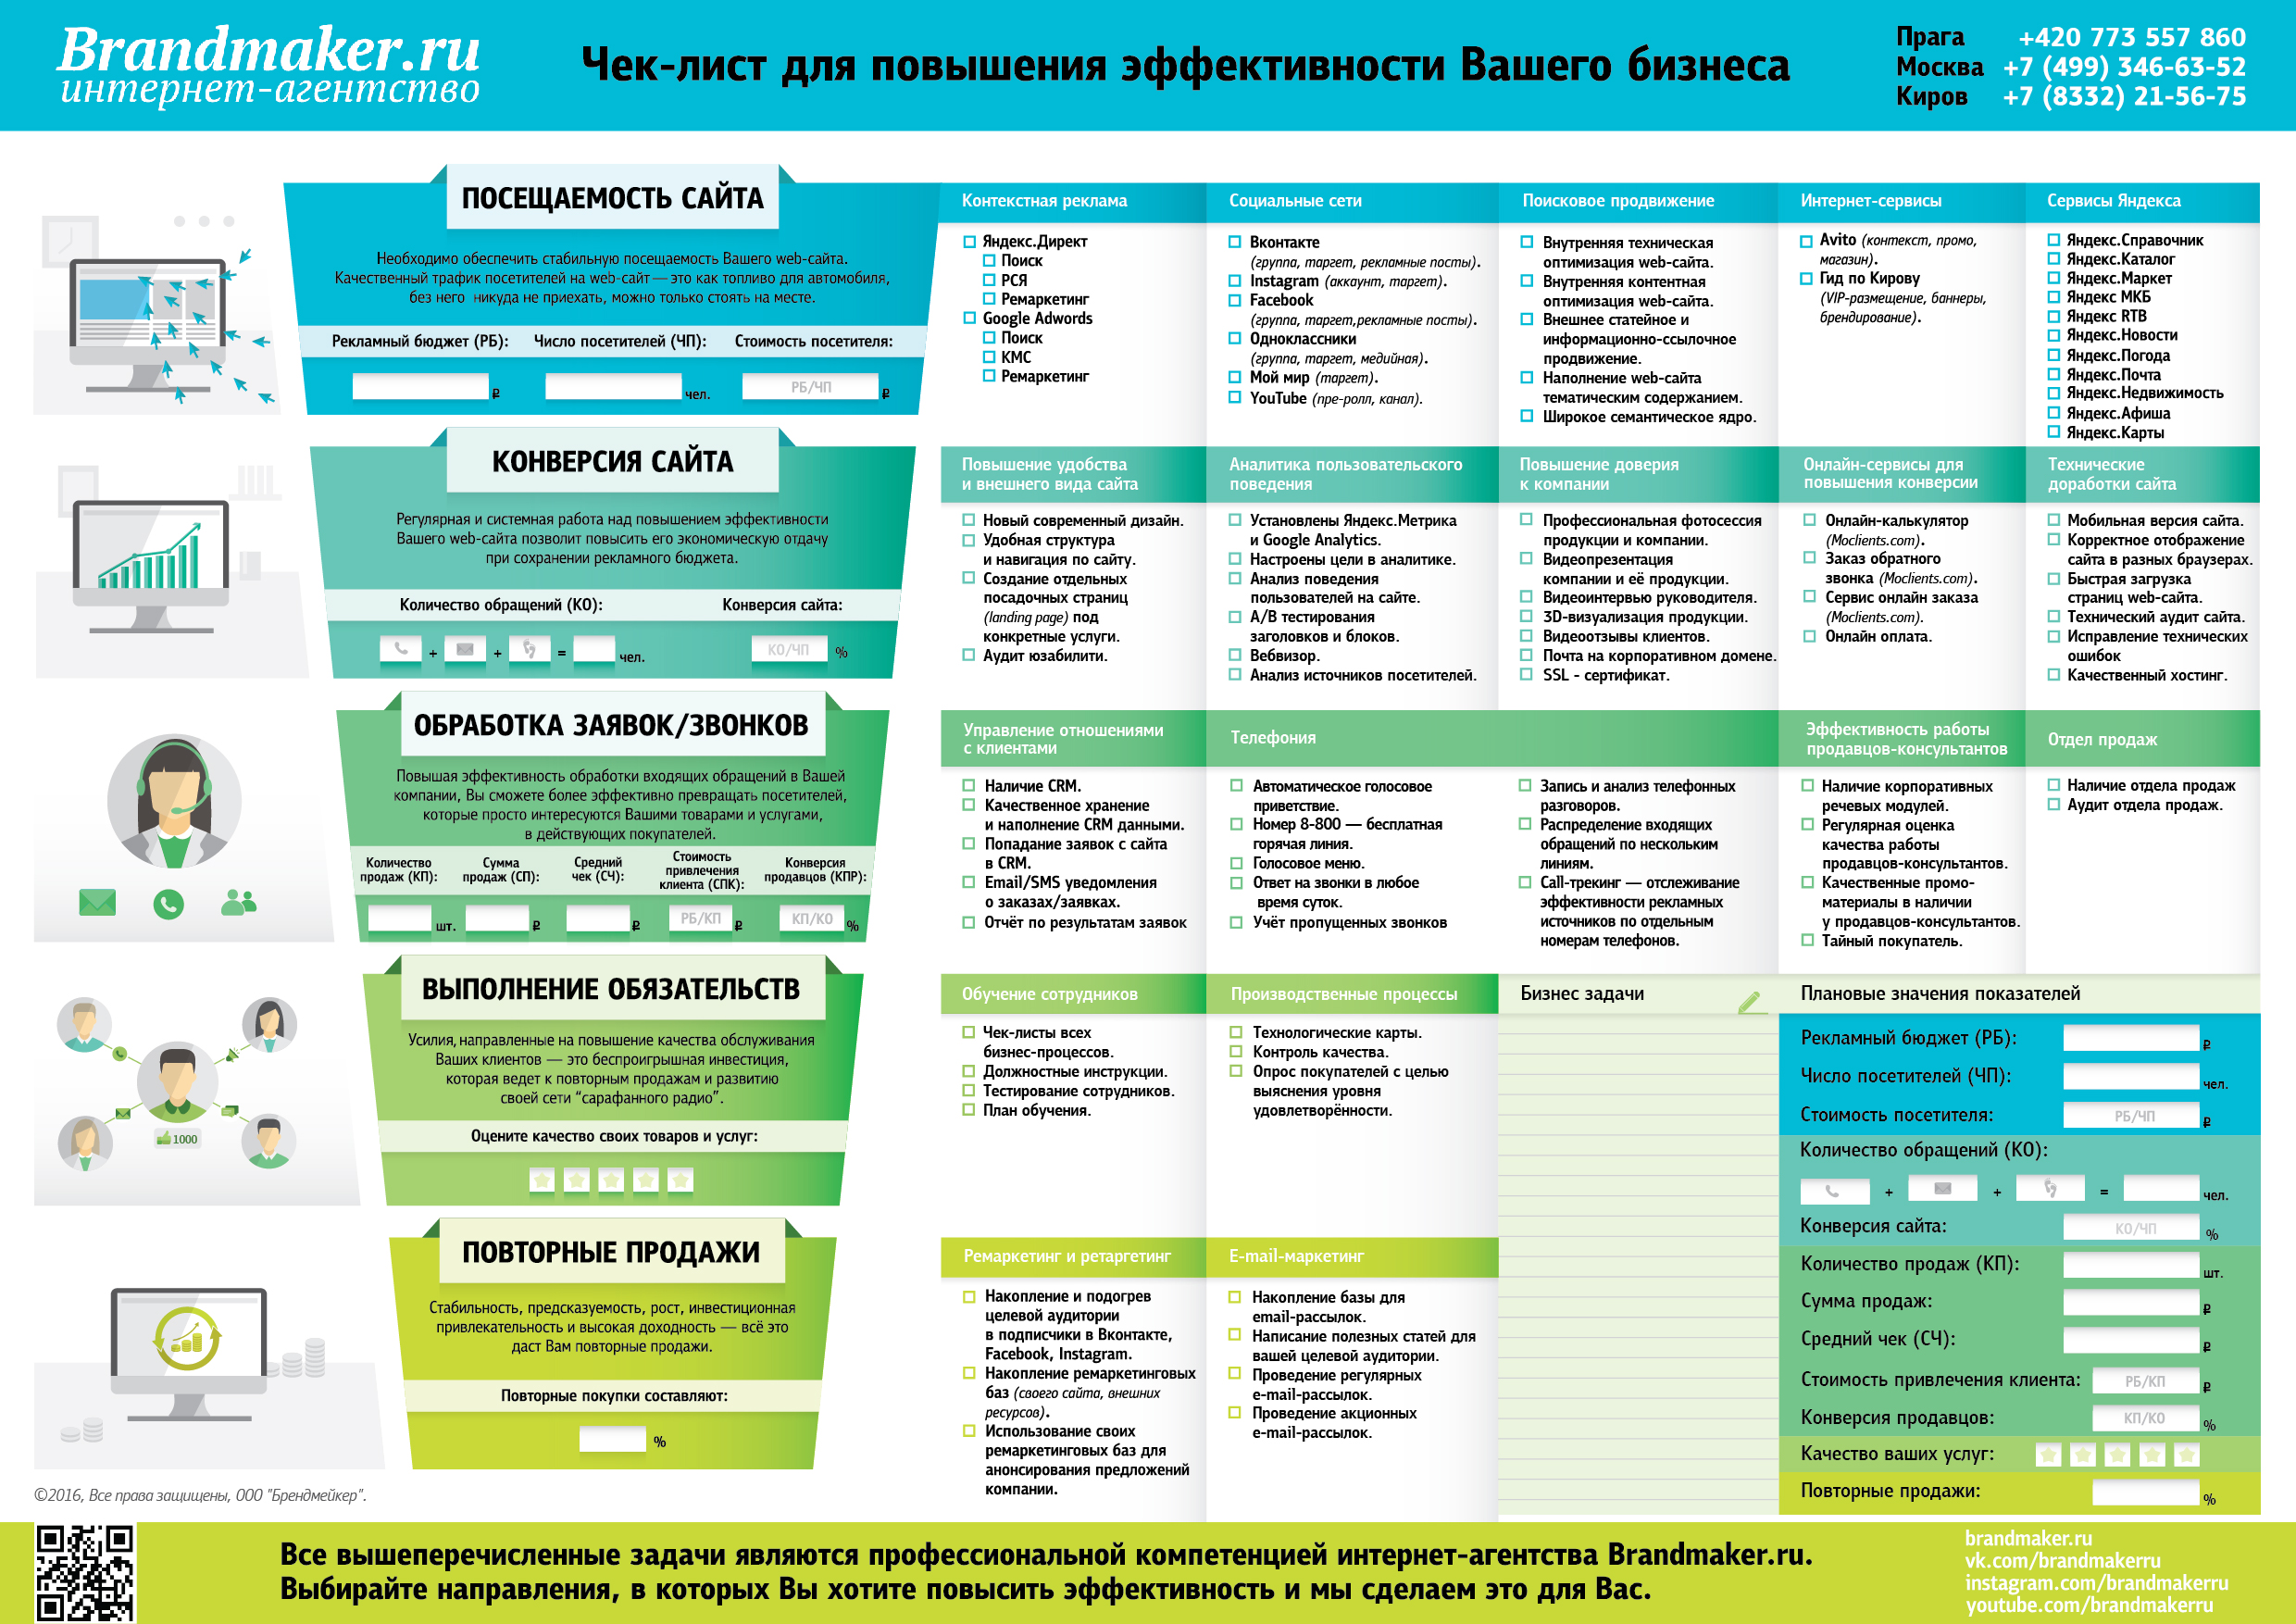 Brandmaker.ru
интернет-агентство
Чек-лист для повышения эффективности Вашего бизнеса
Прага +420 773 557 860
Москва +7 (499) 346-63-52
Киров +7 (8332) 21-56-75
ПОСЕЩАЕМОСТЬ САЙТА
Необходимо обеспечить стабильную посещаемость Вашего web-сайта.
Качественный трафик посетителей на web-сайт — это как топливо для автомобиля,
без него никуда не приехать, можно только стоять на месте.
Рекламный бюджет (РБ): Число посетителей (ЧП): Стоимость посетителя:
₽ чел. РБ/ЧП ₽
Контекстная реклама
Яндекс.Директ
Поиск
РСЯ
Ремаркетинг
Google Adwords
Поиск
КМС
Ремаркетинг
Социальные сети
Вконтакте
(группа, таргет, рекламные посты).
Instagram (аккаунт, таргет).
Facebook
(группа, таргет,рекламные посты).
Одноклассники
(группа, таргет, медийная).
Мой мир (таргет).
YouTube (пре-ролл, канал).
Поисковое продвижение
Внутренняя техническая
оптимизация web-сайта.
Внутренняя контентная
оптимизация web-сайта.
Внешнее статейное и
информационно-ссылочное
продвижение.
Наполнение web-сайта
тематическим содержанием.
Широкое семантическое ядро.
Интернет-сервисы
Avito (контекст, промо,
магазин).
Гид по Кирову
(VIP-размещение, баннеры,
брендирование).
Сервисы Яндекса
Яндекс.Справочник
Яндекс.Каталог
Яндекс.Маркет
Яндекс МКБ
Яндекс RTB
Яндекс.Новости
Яндекс.Погода
Яндекс.Почта
Яндекс.Недвижимость
Яндекс.Афиша
Яндекс.Карты
КОНВЕРСИЯ САЙТА
Регулярная и системная работа над повышением эффективности
Вашего web-сайта позволит повысить его экономическую отдачу
при сохранении рекламного бюджета.
Количество обращений (КО): Конверсия сайта:
+ + = чел. КО/ЧП %
Повышение удобства
и внешнего вида сайта
Новый современный дизайн.
Удобная структура
и навигация по сайту.
Создание отдельных
посадочных страниц
(landing page) под
конкретные услуги.
Аудит юзабилити.
Аналитика пользовательского
поведения
Установлены Яндекс.Метрика
и Google Analytics.
Настроены цели в аналитике.
Анализ поведения
пользователей на сайте.
А/В тестирования
заголовков и блоков.
Вебвизор.
Анализ источников посетителей.
Повышение доверия
к компании
Профессиональная фотосессия
продукции и компании.
Видеопрезентация
компании и её продукции.
Видеоинтервью руководителя.
3D-визуализация продукции.
Видеоотзывы клиентов.
Почта на корпоративном домене.
SSL - сертификат.
Онлайн-сервисы для
повышения конверсии
Онлайн-калькулятор
(Moclients.com).
Заказ обратного
звонка (Moclients.com).
Сервис онлайн заказа
(Moclients.com).
Онлайн оплата.
Технические
доработки сайта
Мобильная версия сайта.
Корректное отображение
сайта в разных браузерах.
Быстрая загрузка
страниц web-сайта.
Технический аудит сайта.
Исправление технических
ошибок
Качественный хостинг.
ОБРАБОТКА ЗАЯВОК/ЗВОНКОВ
Повышая эффективность обработки входящих обращений в Вашей
компании, Вы сможете более эффективно превращать посетителей,
которые просто интересуются Вашими товарами и услугами,
в действующих покупателей.
Количество
продаж (КП):
Сумма
продаж (СП):
Средний
чек (СЧ):
Стоимость
привлечения
клиента (СПК):
Конверсия
продавцов (КПР):
шт. ₽ ₽ РБ/КП ₽ КП/КО %
Управление отношениями
с клиентами
Наличие CRM.
Качественное хранение
и наполнение CRM данными.
Попадание заявок с сайта
в CRM.
Email/SMS уведомления
о заказах/заявках.
Отчёт по результатам заявок
Телефония
Автоматическое голосовое
приветствие.
Номер 8-800 — бесплатная
горячая линия.
Голосовое меню.
Ответ на звонки в любое
время суток.
Учёт пропущенных звонков
Запись и анализ телефонных
разговоров.
Распределение входящих
обращений по нескольким
линиям.
Call-трекинг — отслеживание
эффективности рекламных
источников по отдельным
номерам телефонов.
Эффективность работы
продавцов-консультантов
Наличие корпоративных
речевых модулей.
Регулярная оценка
качества работы
продавцов-консультантов.
Качественные промо-
материалы в наличии
у продавцов-консультантов.
Тайный покупатель.
Отдел продаж
Наличие отдела продаж
Аудит отдела продаж.
1000
ВЫПОЛНЕНИЕ ОБЯЗАТЕЛЬСТВ
Усилия, направленные на повышение качества обслуживания
Ваших клиентов — это беспроигрышная инвестиция,
которая ведет к повторным продажам и развитию
своей сети “сарафанного радио”.
Оцените качество своих товаров и услуг:
Обучение сотрудников
Чек-листы всех
бизнес-процессов.
Должностные инструкции.
Тестирование сотрудников.
План обучения.
Производственные процессы
Технологические карты.
Контроль качества.
Опрос покупателей с целью
выяснения уровня
удовлетворённости.
Бизнес задачи
Плановые значения показателей
Рекламный бюджет (РБ): ₽
Число посетителей (ЧП): чел.
Стоимость посетителя: РБ/ЧП ₽
Количество обращений (КО):
+ + = чел.
Конверсия сайта: КО/ЧП %
Количество продаж (КП): шт.
Сумма продаж: ₽
Средний чек (СЧ): ₽
Стоимость привлечения клиента: РБ/КП ₽
Конверсия продавцов: КП/КО %
Качество ваших услуг:
Повторные продажи: %
ПОВТОРНЫЕ ПРОДАЖИ
Стабильность, предсказуемость, рост, инвестиционная
привлекательность и высокая доходность — всё это
даст Вам повторные продажи.
Повторные покупки составляют:
%
Ремаркетинг и ретаргетинг
Накопление и подогрев
целевой аудитории
в подписчики в Вконтакте,
Facebook, Instagram.
Накопление ремаркетинговых
баз (своего сайта, внешних
ресурсов).
Использование своих
ремаркетинговых баз для
анонсирования предложений
компании.
E-mail-маркетинг
Накопление базы для
email-рассылок.
Написание полезных статей для
вашей целевой аудитории.
Проведение регулярных
e-mail-рассылок.
Проведение акционных
e-mail-рассылок.
©2016, Все права защищены, ООО "Брендмейкер".
Все вышеперечисленные задачи являются профессиональной компетенцией интернет-агентства Brandmaker.ru.
Выбирайте направления, в которых Вы хотите повысить эффективность и мы сделаем это для Вас.
brandmaker.ru
vk.com/brandmakerru
instagram.com/brandmakerru
youtube.com/brandmakerru